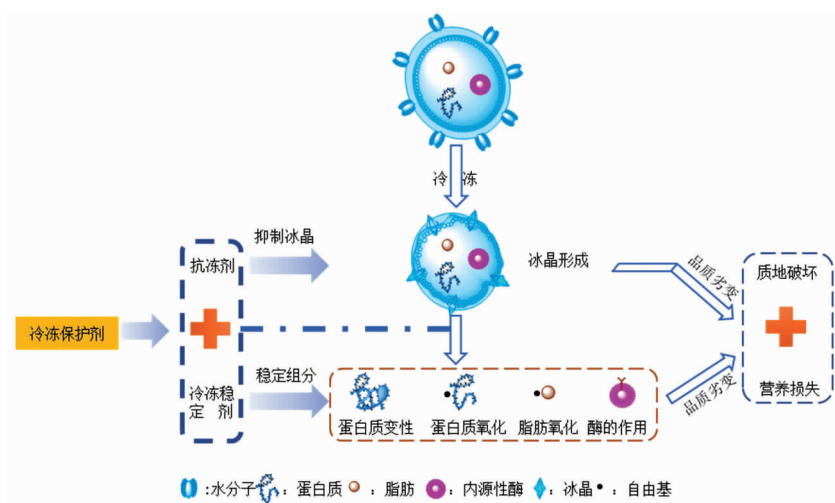 冷冻
抑制冰晶
抗冻剂
冰晶形成
品质劣变
质地破坏
冷冻保护剂
冷冻稳
定 剂
稳定组分
蛋白质变性
蛋白质氧化
脂肪氧化
酶的作用
品质劣变
营养损失
:水分子
:蛋白质
:脂肪
:内源性酶
:冰晶
:自由基